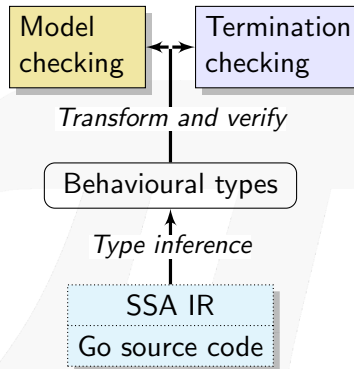 Model
checking
Termination
checking
Transform and verify
Behavioural types
Type inference
SSA IR
Go source code